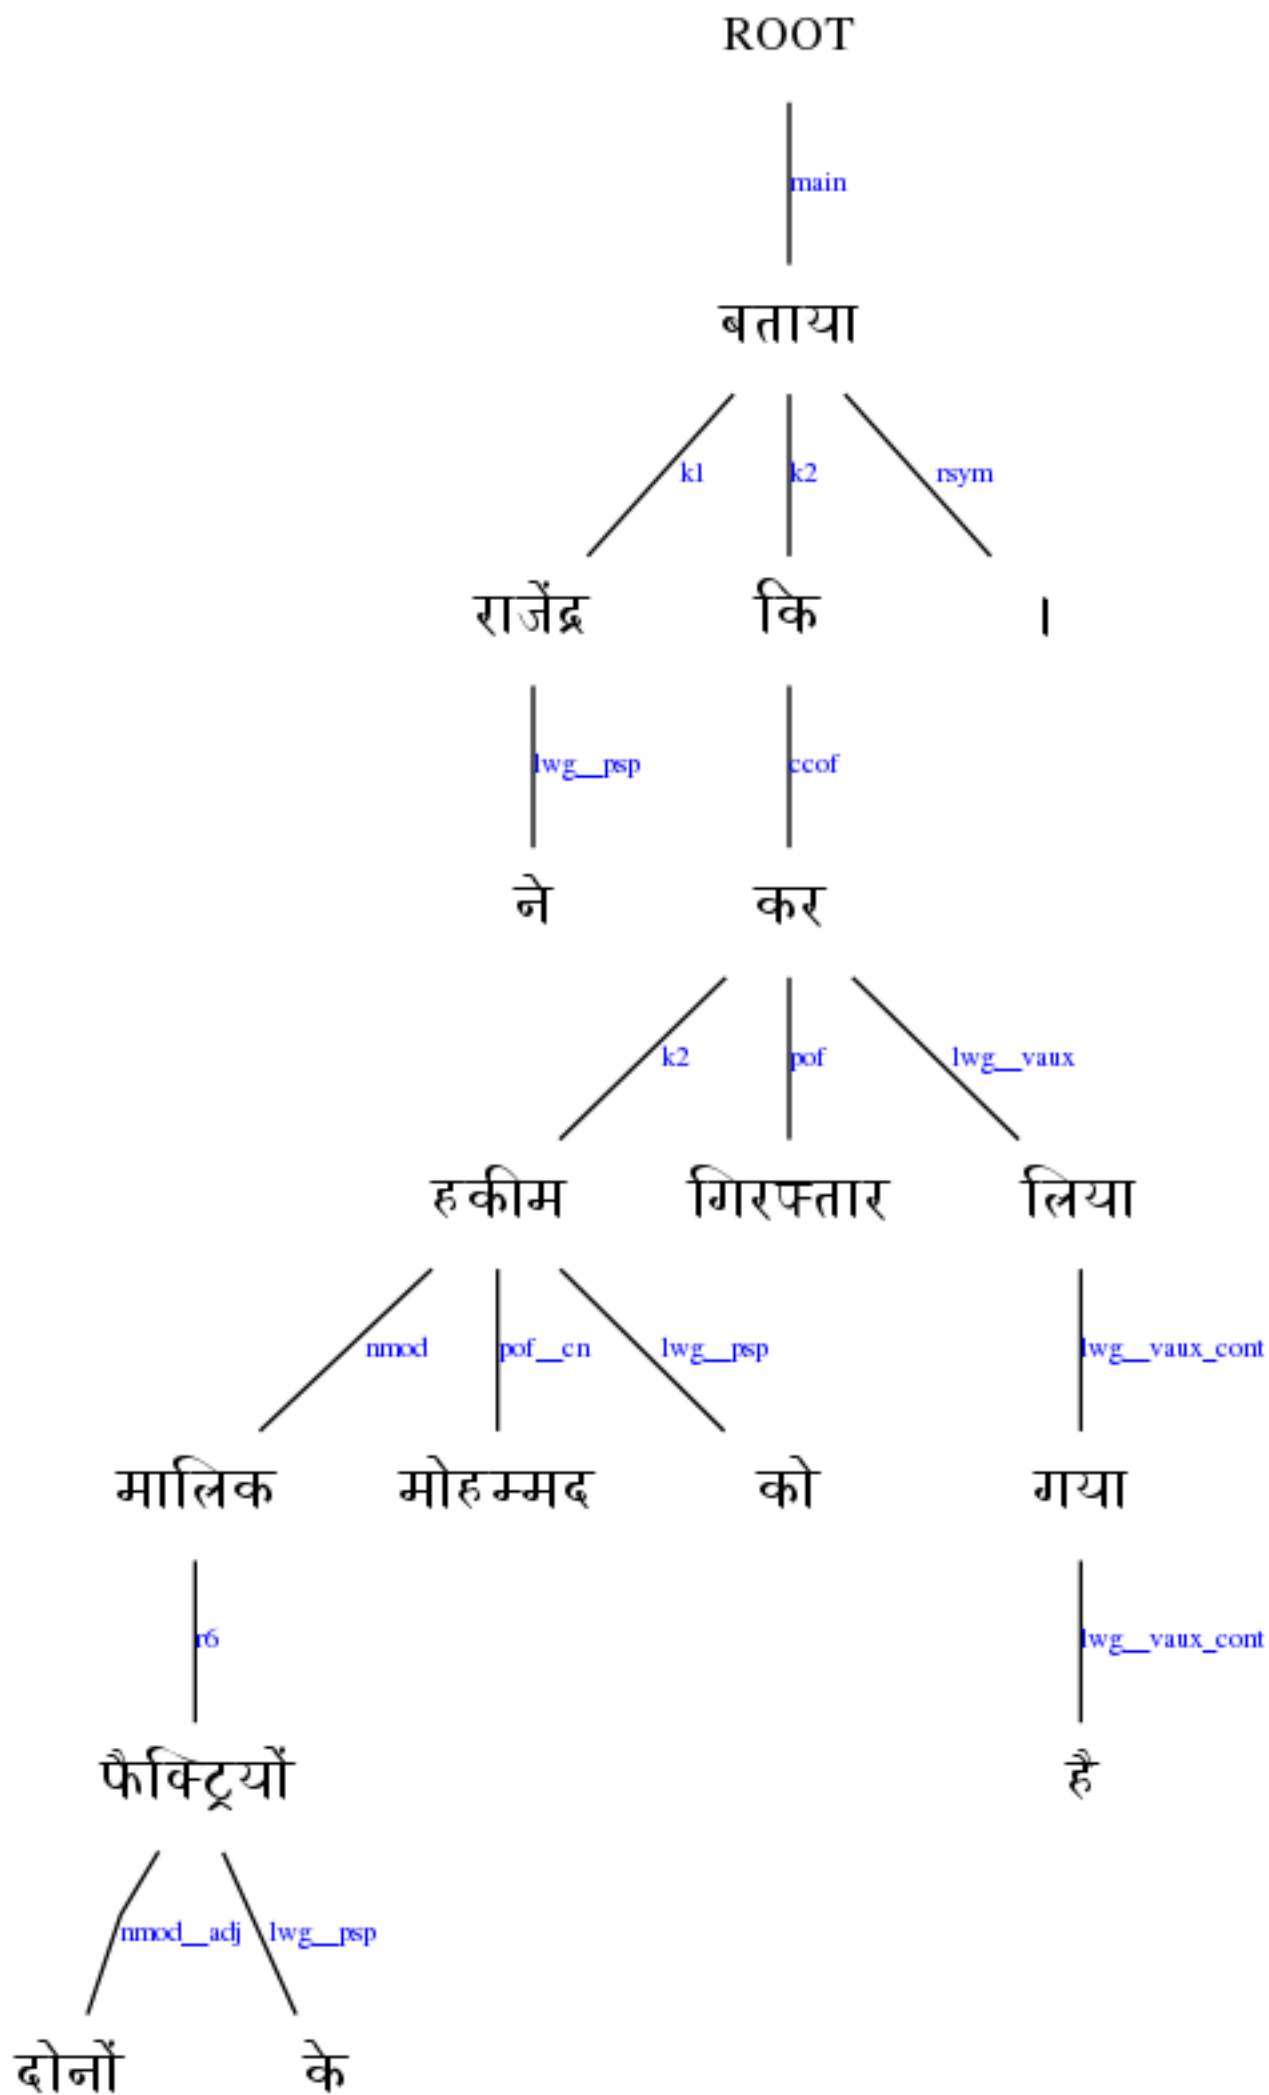 ROOT
main
बताया
k1 k2 rsym
राजेंद्र कि ।
lwg__psp ccof
ने कर
k2 pof lwg__vaux
हकीम गिरफ्तार लिया
nmod pof__cn lwg__psp lwg__vaux_cont
मालिक मोहम्मद को गया
r6 lwg__vaux_cont
फैक्ट्रियों है
nmod__adj lwg__psp
दोनों के